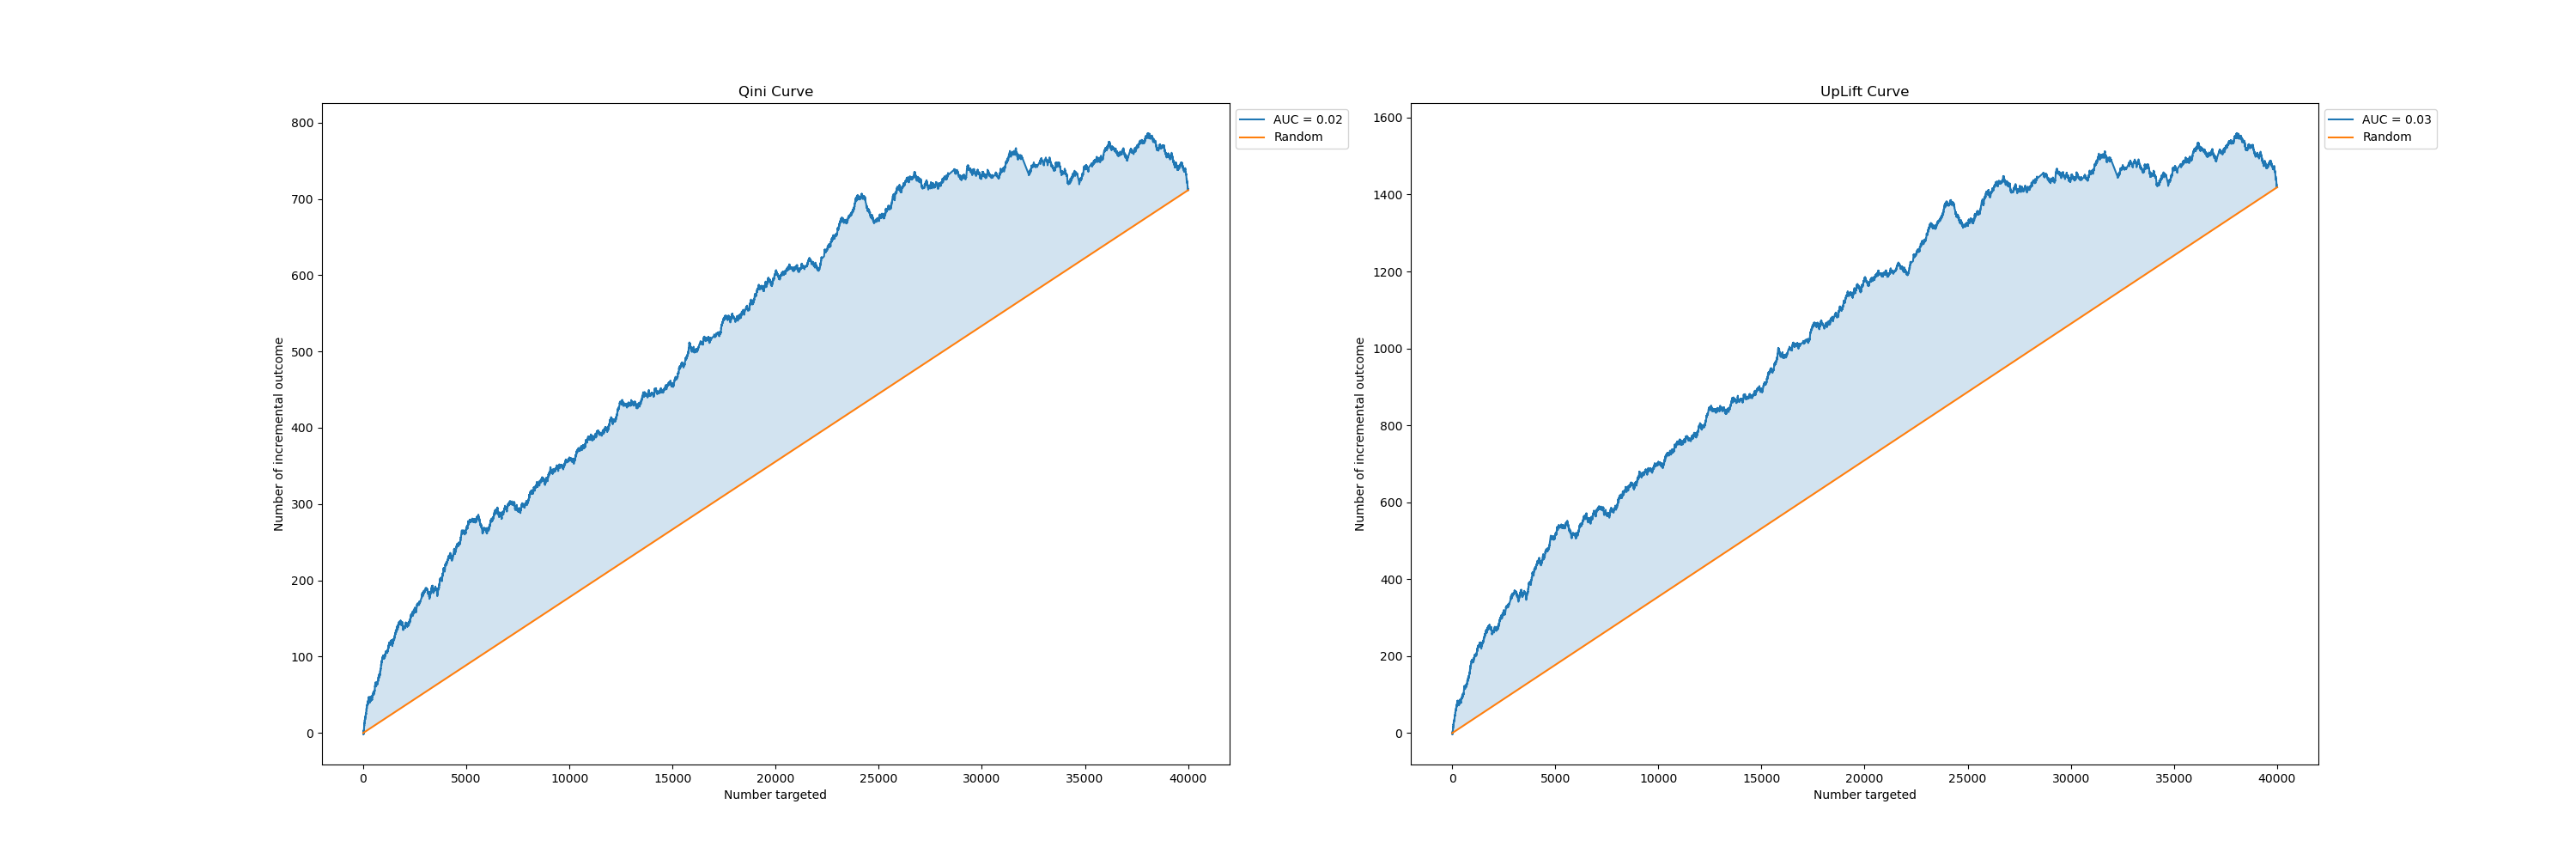 Qini Curve
Number of incremental outcome
800
700
600
500
400
300
200
100
0
0 5000 10000 15000 20000 25000 30000 35000 40000
Number targeted
AUC = 0.02
Random
UpLift Curve
Number of incremental outcome
1600
1400
1200
1000
800
600
400
200
0
0 5000 10000 15000 20000 25000 30000 35000 40000
Number targeted
AUC = 0.03
Random